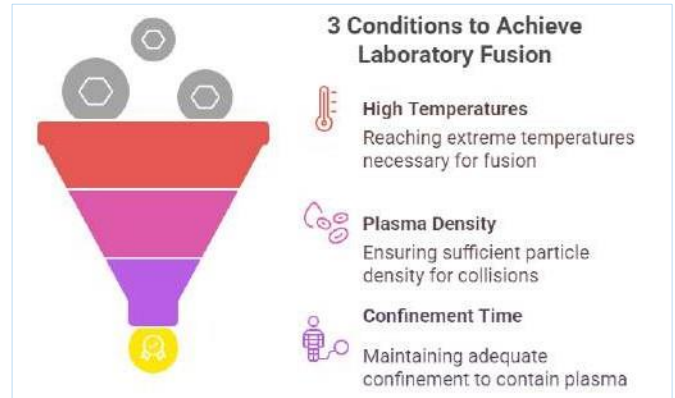 3 Conditions to Achieve
Laboratory Fusion
High Temperatures
Reaching extreme temperatures
necessary for fusion
Plasma Density
Ensuring sufficient particle
density for collisions
Confinement Time
Maintaining adequate
confinement to contain plasma